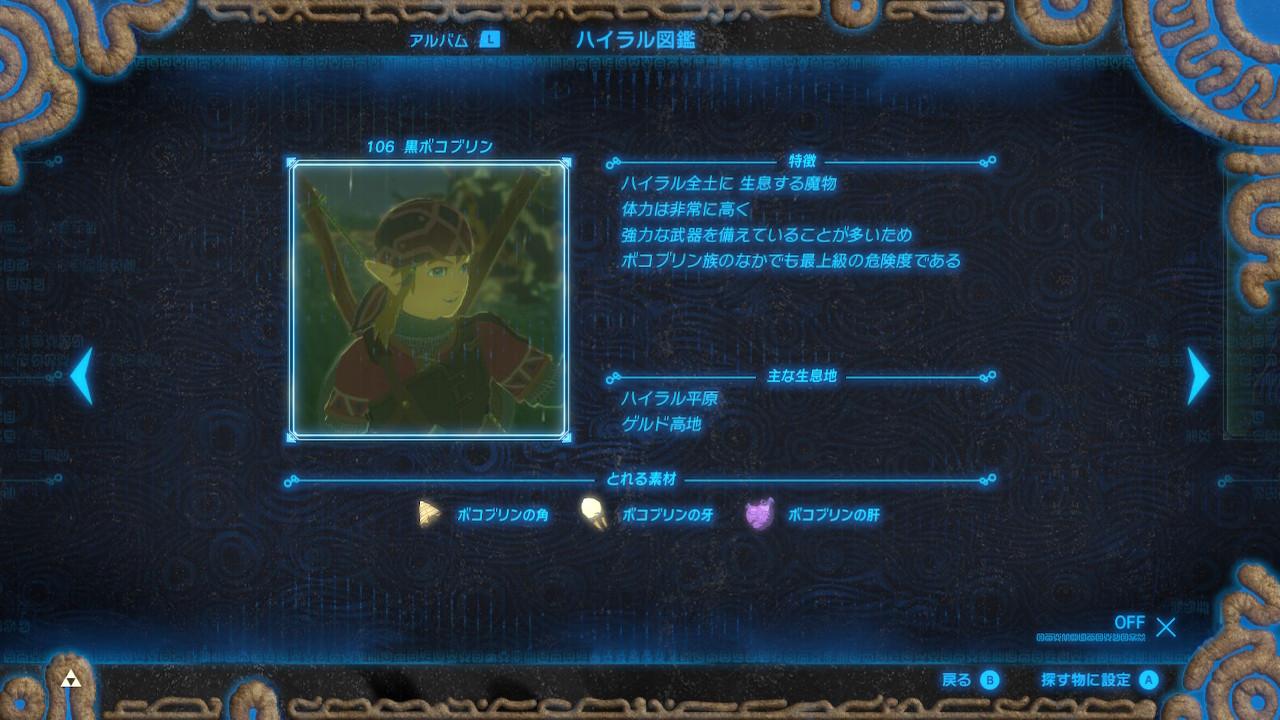 アルバム L
ハイラル図鑑
106 黒ボコブリン
特徴
ハイラル全土に 生息する魔物
体力は非常に高く
強力な武器を備えていることが多いため
ボコブリン族のなかでも最上級の危険度である
主な生息地
ハイラル平原
ゲルド高地
とれる素材
ボコブリンの角
ボコブリンの牙
ボコブリンの肝
OFF
戻る B
探す物に設定 A